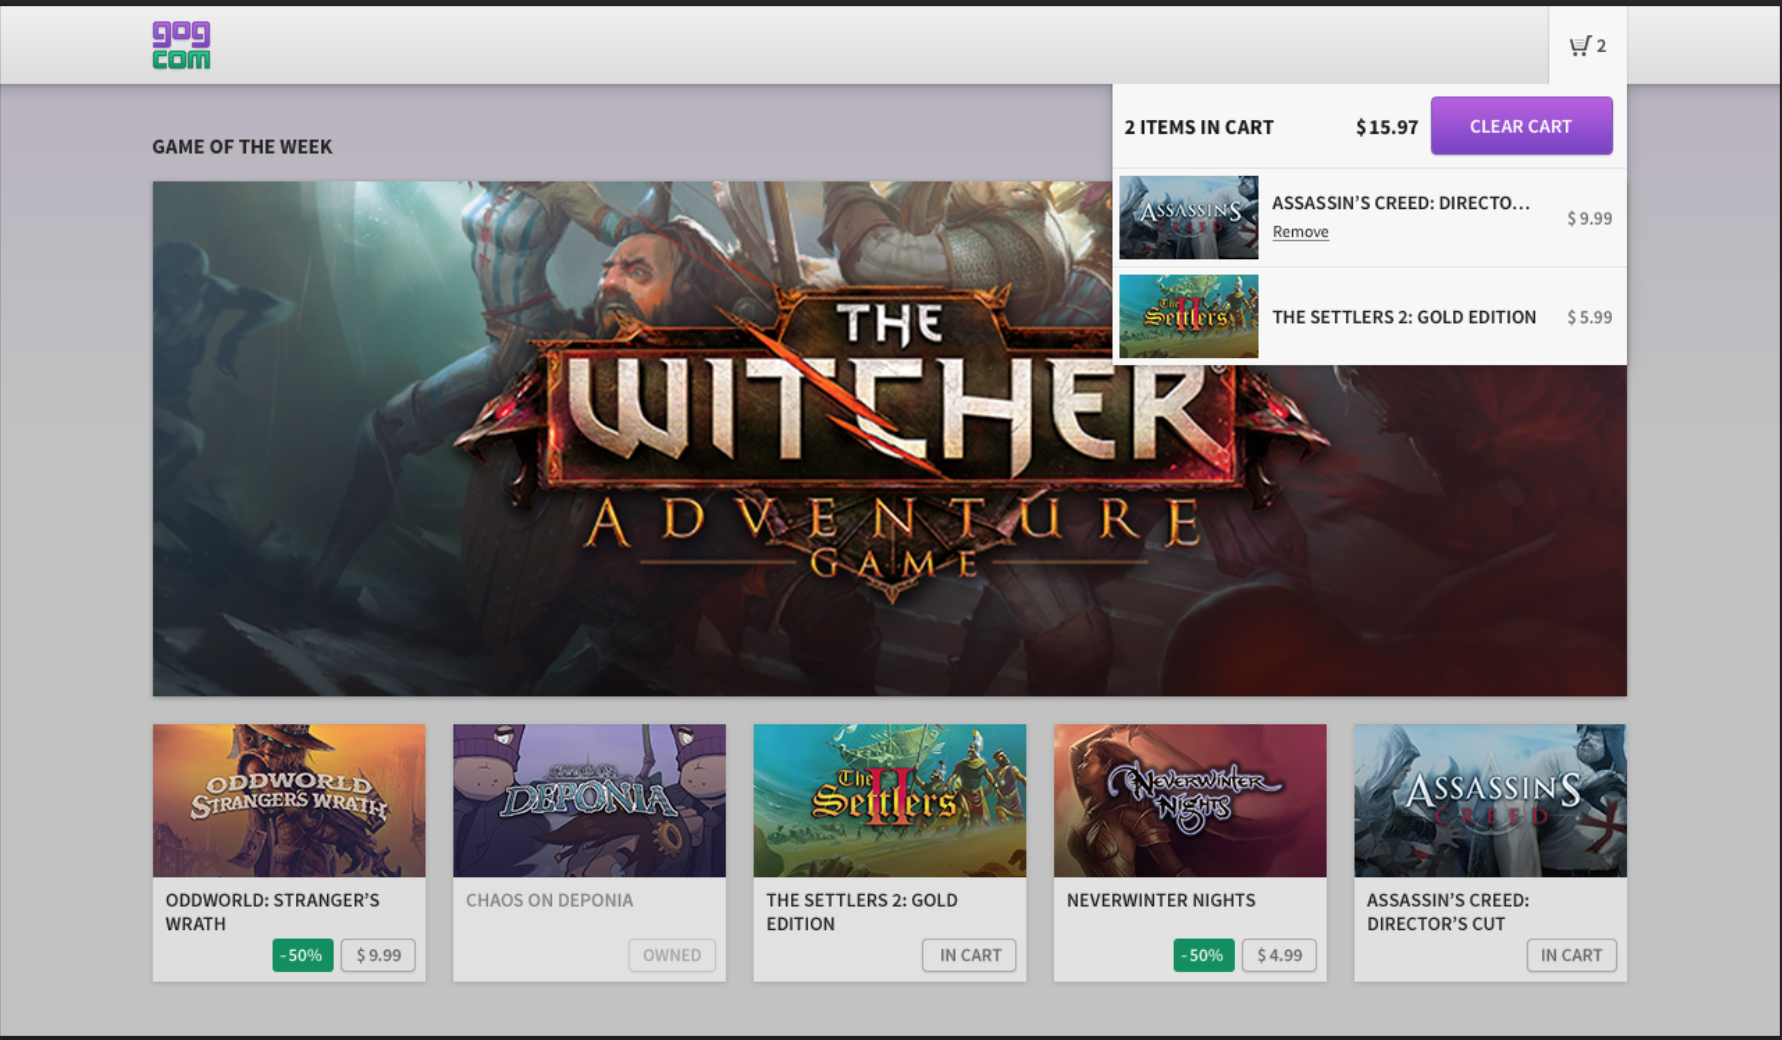 gog
com
2
2 ITEMS IN CART
$ 15.97
CLEAR CART
GAME OF THE WEEK
ASSASSIN'S CREED
ASSASSIN’S CREED: DIRECTO...
Remove
$ 9.99
The
II
Settlers
THE SETTLERS 2: GOLD EDITION
$ 5.99
THE
WITCHER®
ADVENTURE
GAME
ODDWORLD
STRANGER'S WRATH
DEPONIA
The
II
Settlers
NEVERWINTER
NIGHTS
ASSASSIN'S
CREED
ODDWORLD: STRANGER’S
WRATH
-50%
$ 9.99
CHAOS ON DEPONIA
OWNED
THE SETTLERS 2: GOLD
EDITION
IN CART
NEVERWINTER NIGHTS
-50%
$ 4.99
ASSASSIN’S CREED:
DIRECTOR’S CUT
IN CART